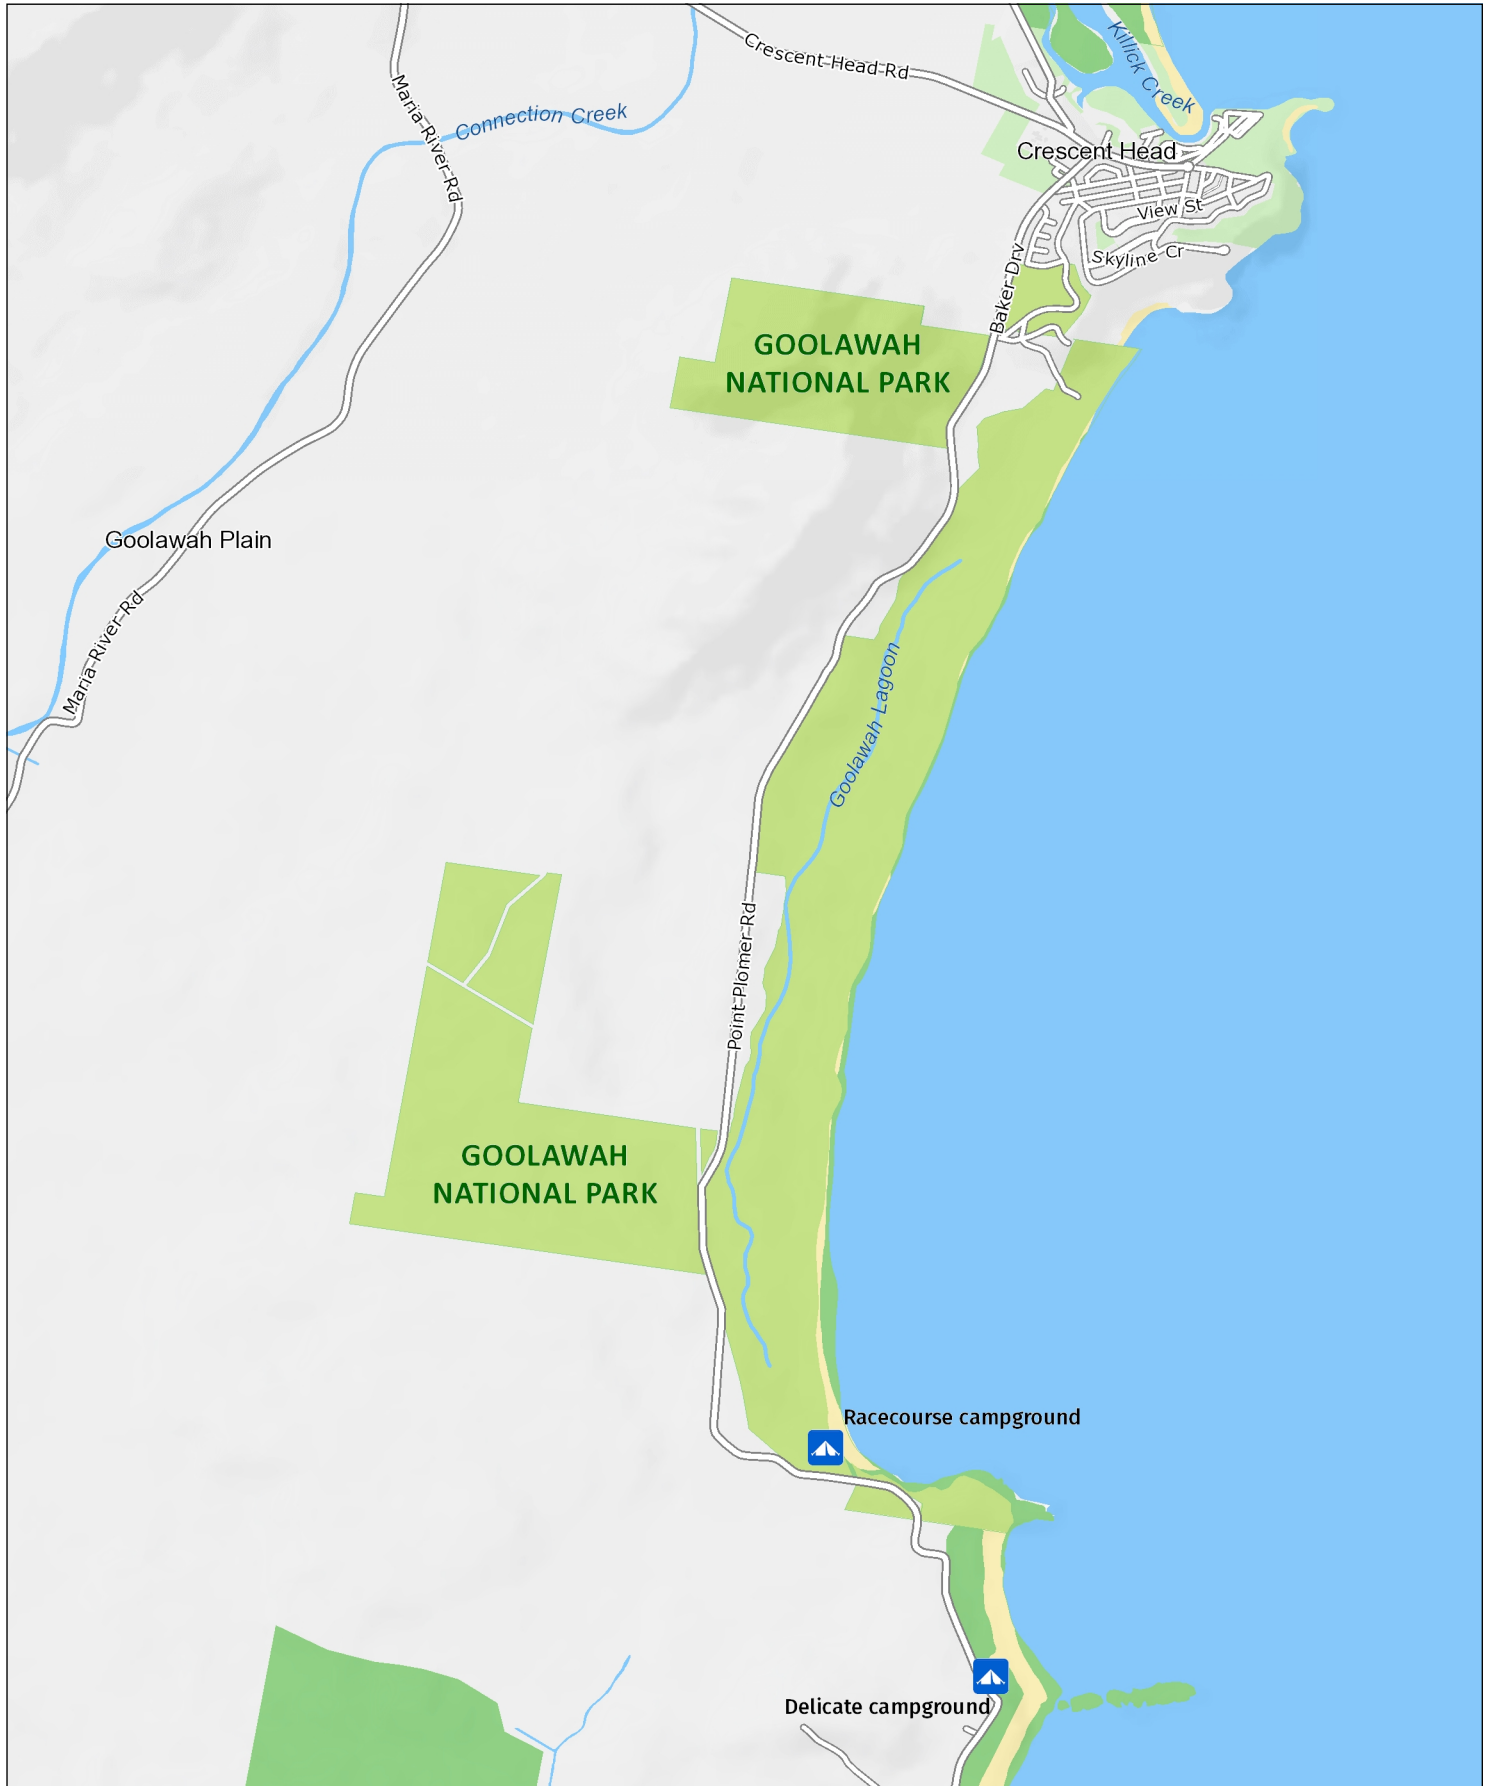 Killick Creek
Crescent Head Rd
Maria River Rd
Connection Creek
Crescent Head
View St
Skyline Cr
Baker Drv
GOOLAWAH
NATIONAL PARK
Goolawah Plain
Maria River Rd
Goolawah Lagoon
Point Plomer Rd
GOOLAWAH
NATIONAL PARK
Racecourse campground
Delicate campground